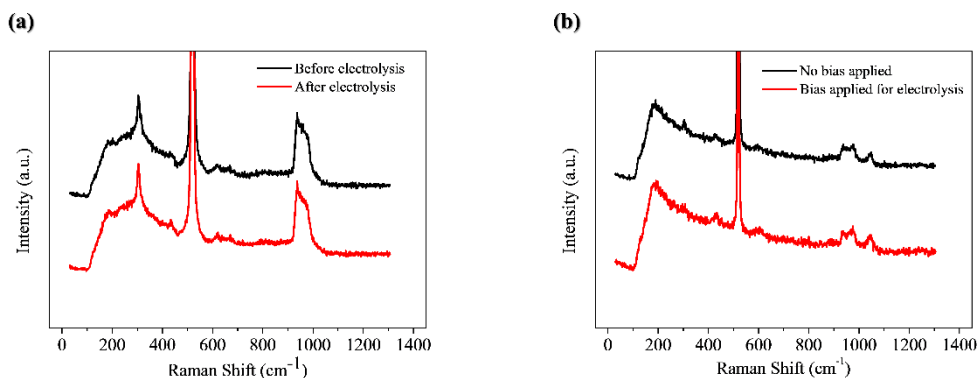 (a)
Before electrolysis
After electrolysis
Intensity (a.u.)
0 200 400 600 800 1000 1200 1400
Raman Shift (cm⁻¹)
(b)
No bias applied
Bias applied for electrolysis
Intensity (a.u.)
0 200 400 600 800 1000 1200 1400
Raman Shift (cm⁻¹)